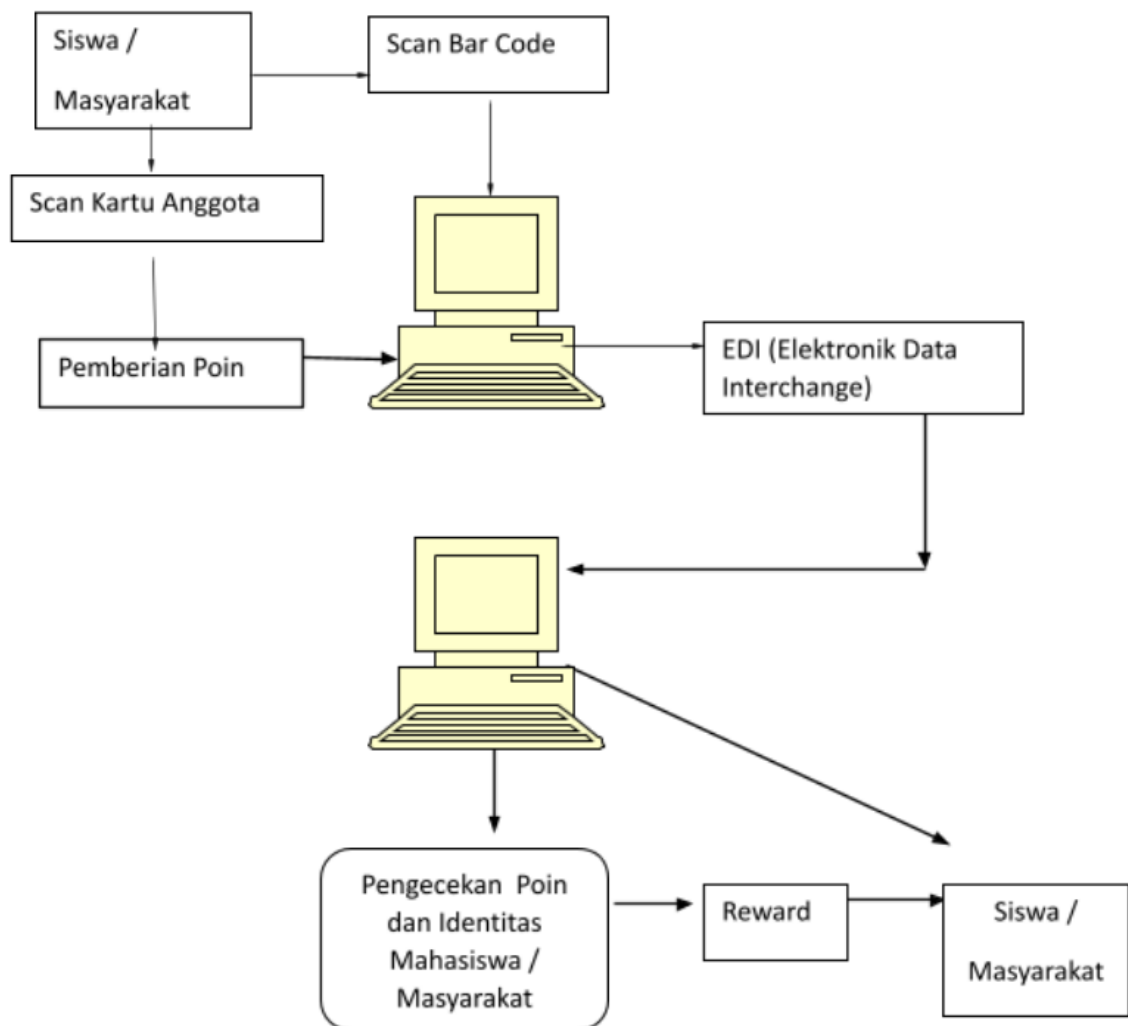 Siswa /
Masyarakat
Scan Bar Code
Scan Kartu Anggota
Pemberian Poin
EDI (Elektronik Data
Interchange)
Pengecekan Poin
dan Identitas
Mahasiswa /
Masyarakat
Reward
Siswa /
Masyarakat